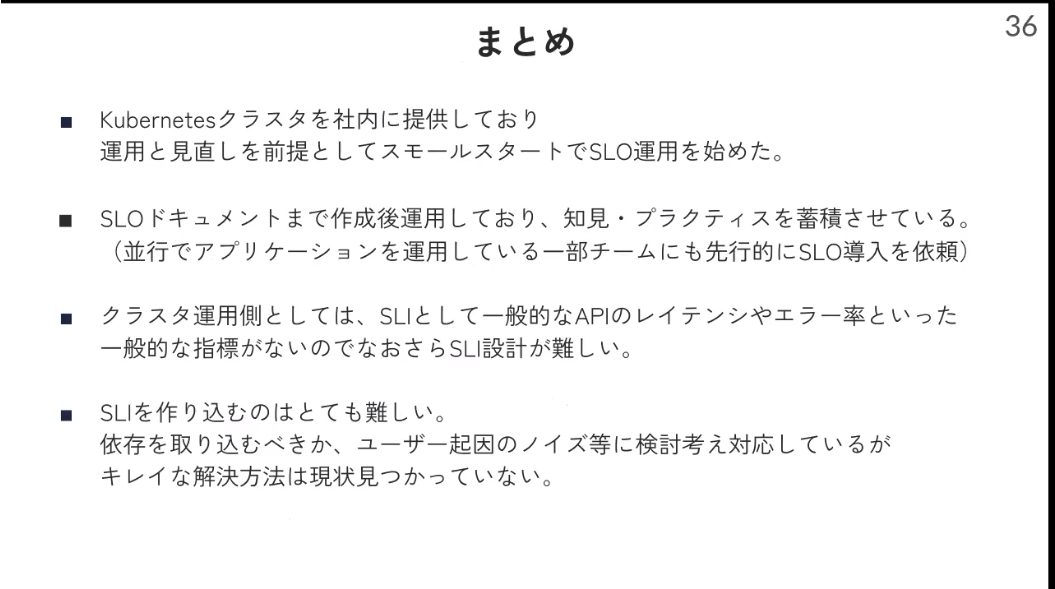 36
まとめ
■ Kubernetesクラスタを社内に提供しており
運用と見直しを前提としてスモールスタートでSLO運用を始めた。
■ SLOドキュメントまで作成後運用しており、知見・プラクティスを蓄積させている。
（並行でアプリケーションを運用している一部チームにも先行的にSLO導入を依頼）
■ クラスタ運用側としては、SLIとして一般的なAPIのレイテンシやエラー率といった
一般的な指標がないのでなおさらSLI設計が難しい。
■ SLIを作り込むのはとても難しい。
依存を取り込むべきか、ユーザー起因のノイズ等に検討考え対応しているが
キレイな解決方法は現状見つかっていない。